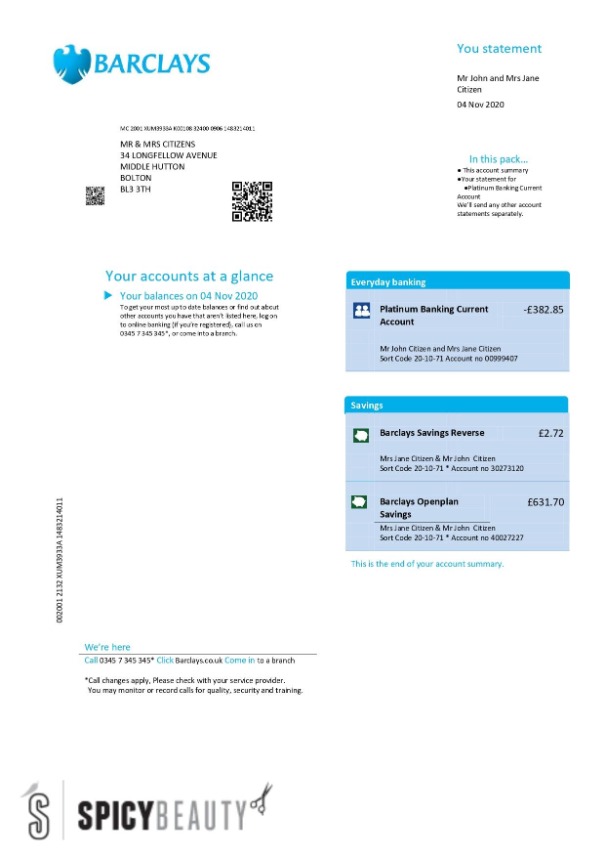 BARCLAYS
You statement
Mr John and Mrs Jane
Citizen
04 Nov 2020
MC 2001 XUM3933A K00108 32400 0906 1483214011
MR & MRS CITIZENS
34 LONGFELLOW AVENUE
MIDDLE HUTTON
BOLTON
BL3 3TH
In this pack...
● This account summary
●Your statement for
●Platinum Banking Current
Account
We'll send any other account
statements separately.
Your accounts at a glance
Your balances on 04 Nov 2020
To get your most up to date balances or find out about
other accounts you have that aren't listed here, log on
to online banking (if you're registered), call us on
0345 7 345 345*, or come into a branch.
Everyday banking
Platinum Banking Current -£382.85
Account
Mr John Citizen and Mrs Jane Citizen
Sort Code 20-10-71 Account no 00999407
Savings
Barclays Savings Reverse £2.72
Mrs Jane Citizen & Mr John Citizen
Sort Code 20-10-71 * Account no 30273120
Barclays Openplan £631.70
Savings
Mrs Jane Citizen & Mr John Citizen
Sort Code 20-10-71 * Account no 40027227
This is the end of your account summary.
002001 2132 XUM3933A 1483214011
We're here
Call 0345 7 345 345* Click Barclays.co.uk Come in to a branch
*Call changes apply, Please check with your service provider.
You may monitor or record calls for quality, security and training.
S SPICYBEAUTY